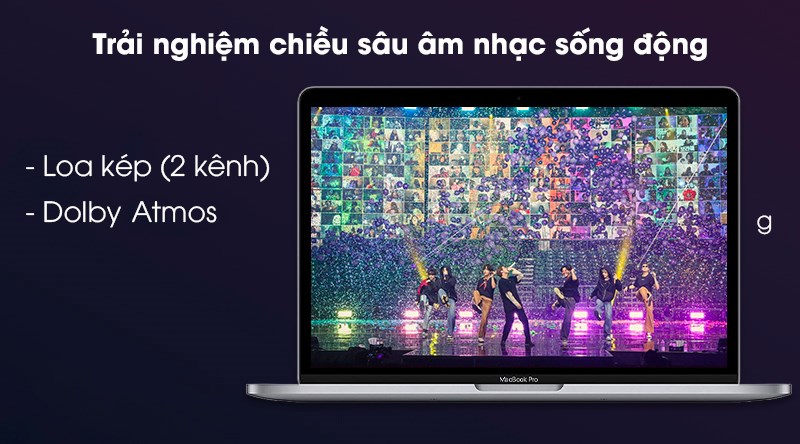 Trải nghiệm chiều sâu âm nhạc sống động
- Loa kép (2 kênh)
- Dolby Atmos
g
MacBook Pro